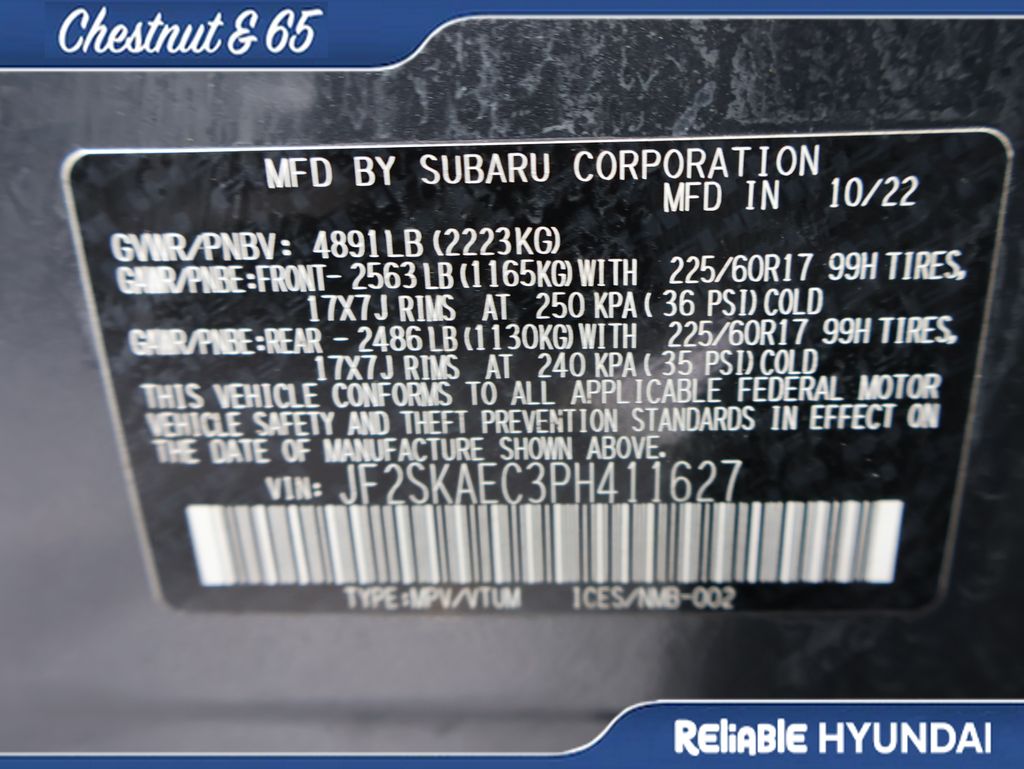 Chestnut & 65
MFD BY SUBARU CORPORATION
MFD IN 10/22
GVWR/PNBV: 4891LB (2223KG)
GAWR/PNBE:FRONT- 2563LB (1165KG) WITH 225/60R17 99H TIRES,
17X7J RIMS AT 250 KPA ( 36 PSI) COLD
GAWR/PNBE:REAR - 2486LB (1130KG) WITH 225/60R17 99H TIRES,
17X7J RIMS AT 240 KPA ( 35 PSI) COLD
THIS VEHICLE CONFORMS TO ALL APPLICABLE FEDERAL MOTOR
VEHICLE SAFETY AND THEFT PREVENTION STANDARDS IN EFFECT ON
THE DATE OF MANUFACTURE SHOWN ABOVE.
VIN: JF2SKAEC3PH411627
TYPE:MPV/VTUM ICES/NMB-002
Reliable HYUNDAI